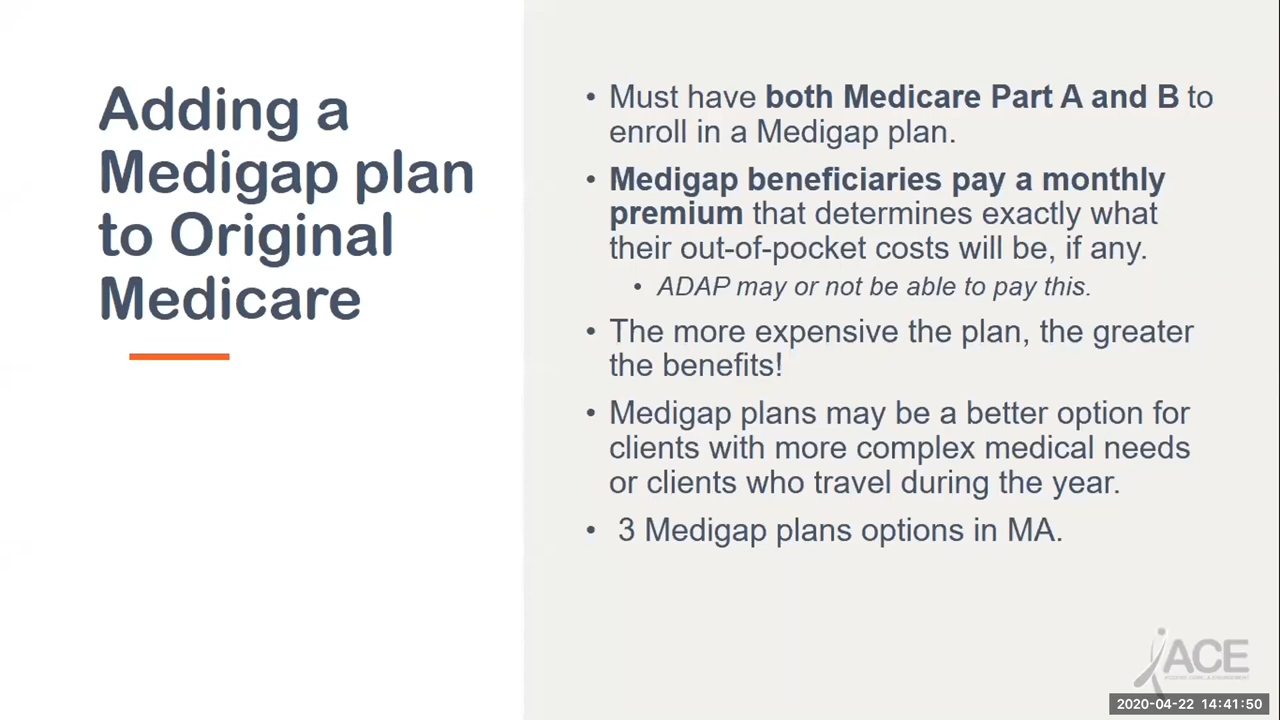 Adding a
Medigap plan
to Original
Medicare
• Must have both Medicare Part A and B to
enroll in a Medigap plan.
• Medigap beneficiaries pay a monthly
premium that determines exactly what
their out-of-pocket costs will be, if any.
• ADAP may or not be able to pay this.
• The more expensive the plan, the greater
the benefits!
• Medigap plans may be a better option for
clients with more complex medical needs
or clients who travel during the year.
• 3 Medigap plans options in MA.
ACE
2020-04-22 14:41:50